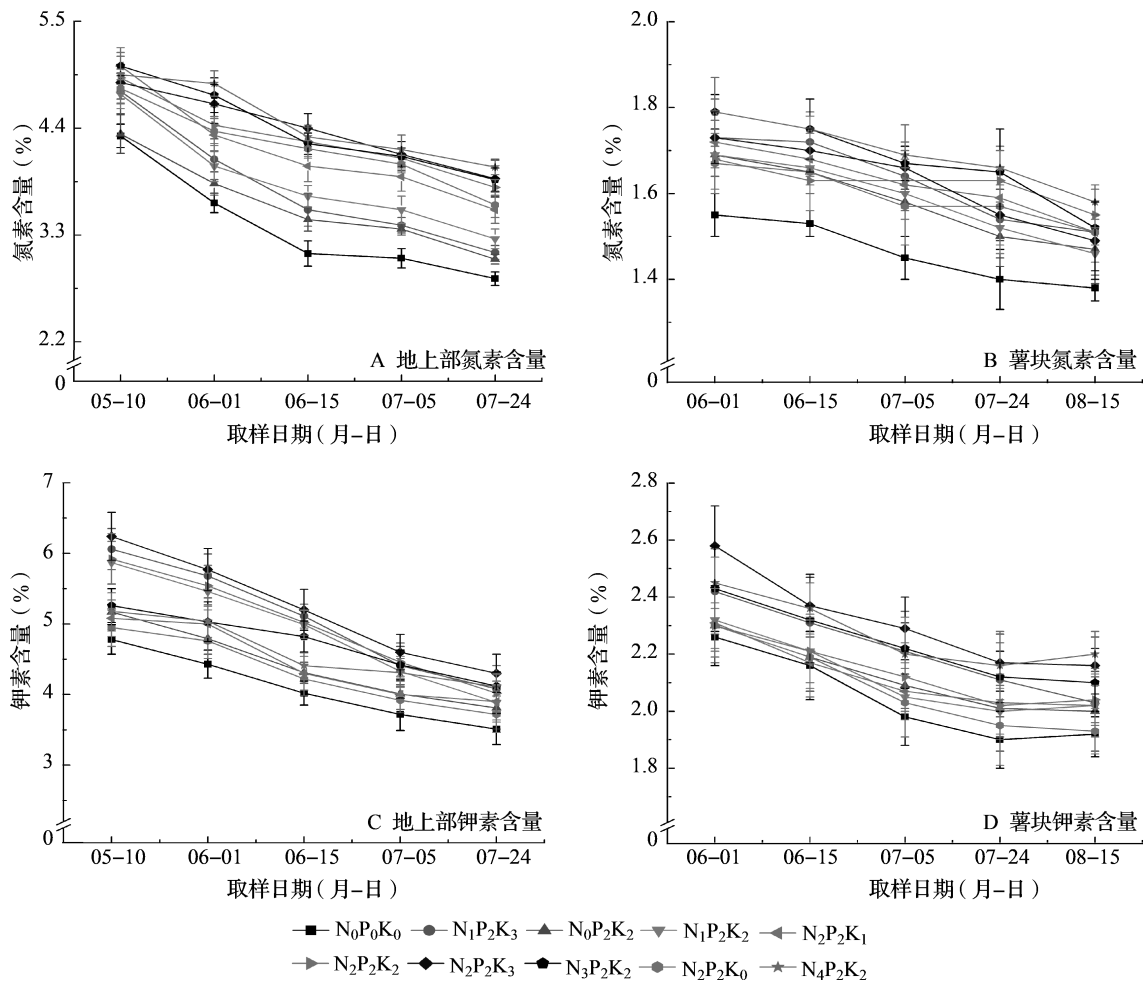 5.5
4.4
3.3
2.2
0
氮素含量（%）
A 地上部氮素含量
05–10 06–01 06–15 07–05 07–24
取样日期（月–日）
2.0
1.8
1.6
1.4
0
氮素含量（%）
B 薯块氮素含量
06–01 06–15 07–05 07–24 08–15
取样日期（月–日）
7
6
5
4
3
0
钾素含量（%）
C 地上部钾素含量
05–10 06–01 06–15 07–05 07–24
取样日期（月–日）
2.8
2.6
2.4
2.2
2.0
1.8
0
钾素含量（%）
D 薯块钾素含量
06–01 06–15 07–05 07–24 08–15
取样日期（月–日）
N₀P₀K₀ N₁P₂K₃ N₀P₂K₂ N₁P₂K₂ N₂P₂K₁
N₂P₂K₂ N₂P₂K₃ N₃P₂K₂ N₂P₂K₀ N₄P₂K₂